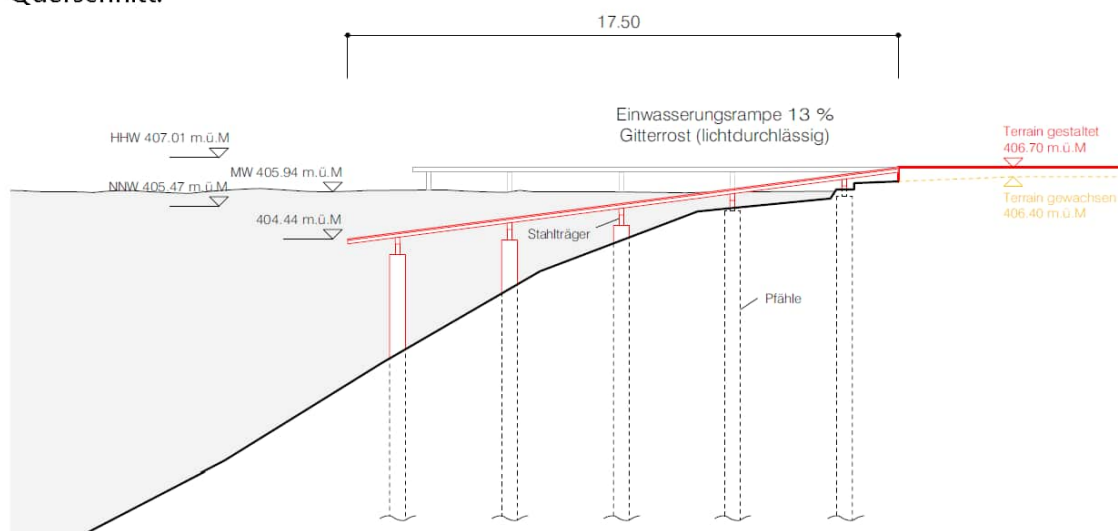 Querschnitt:
17.50
Einwasserungsrampe 13 %
Gitterrost (lichtdurchlässig)
HHW 407.01 m.ü.M
MW 405.94 m.ü.M
NNW 405.47 m.ü.M
404.44 m.ü.M
Terrain gestaltet
406.70 m.ü.M
Terrain gewachsen
406.40 m.ü.M
Stahlträger
Pfähle